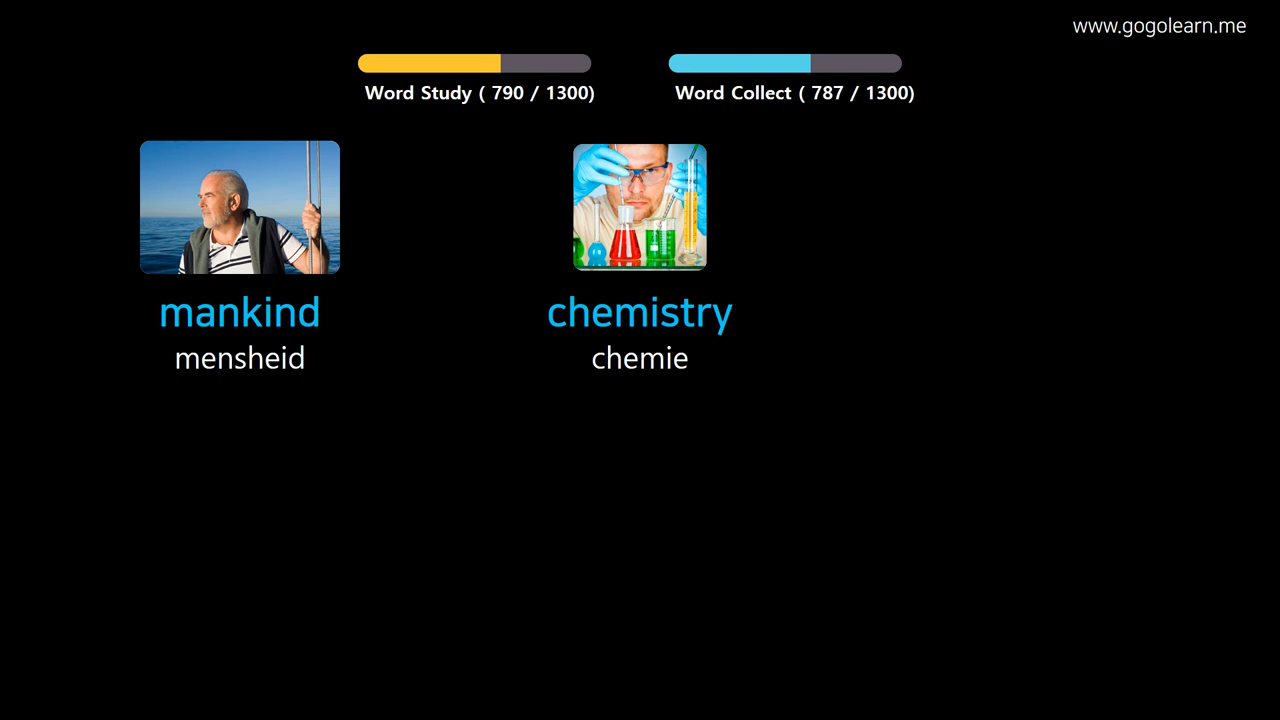 www.gogolearn.me
Word Study ( 790 / 1300)
Word Collect ( 787 / 1300)
mankind
mensheid
chemistry
chemie